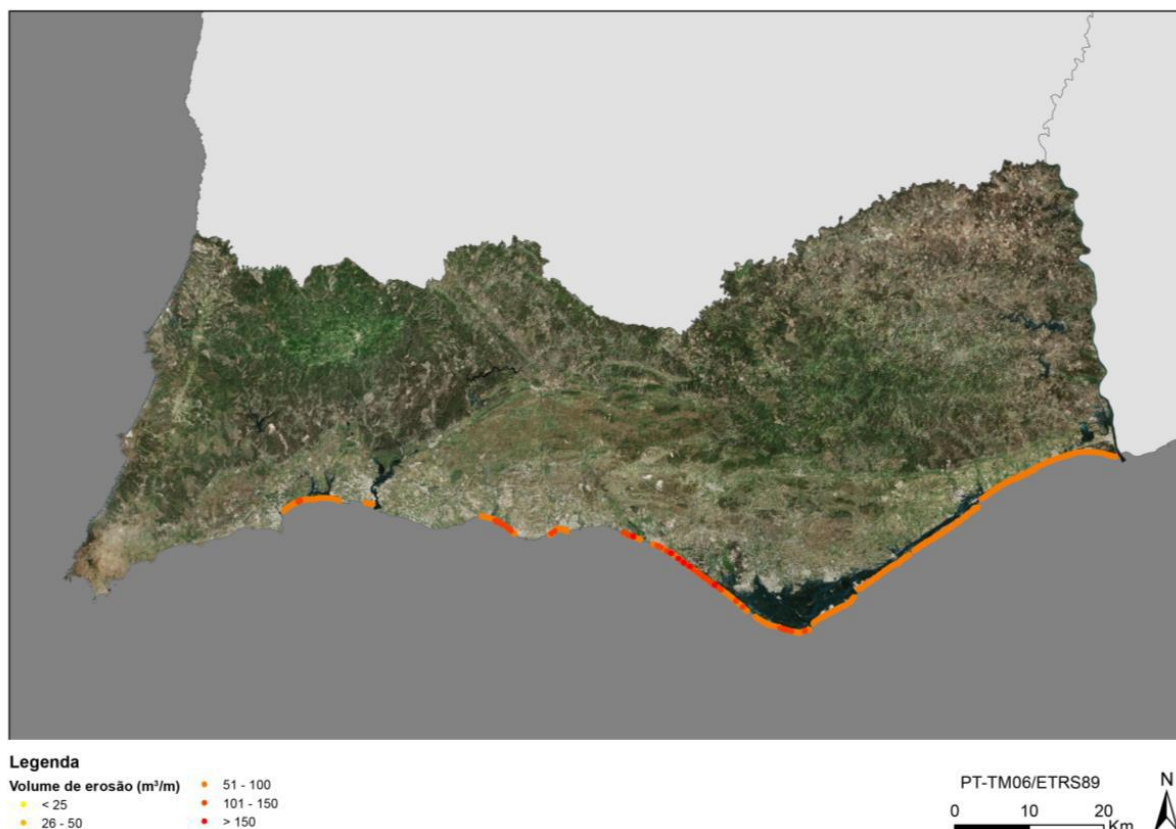 Legenda
Volume de erosão (m³/m)
< 25
26 - 50
51 - 100
101 - 150
> 150
PT-TM06/ETRS89
N
0 10 20
Km